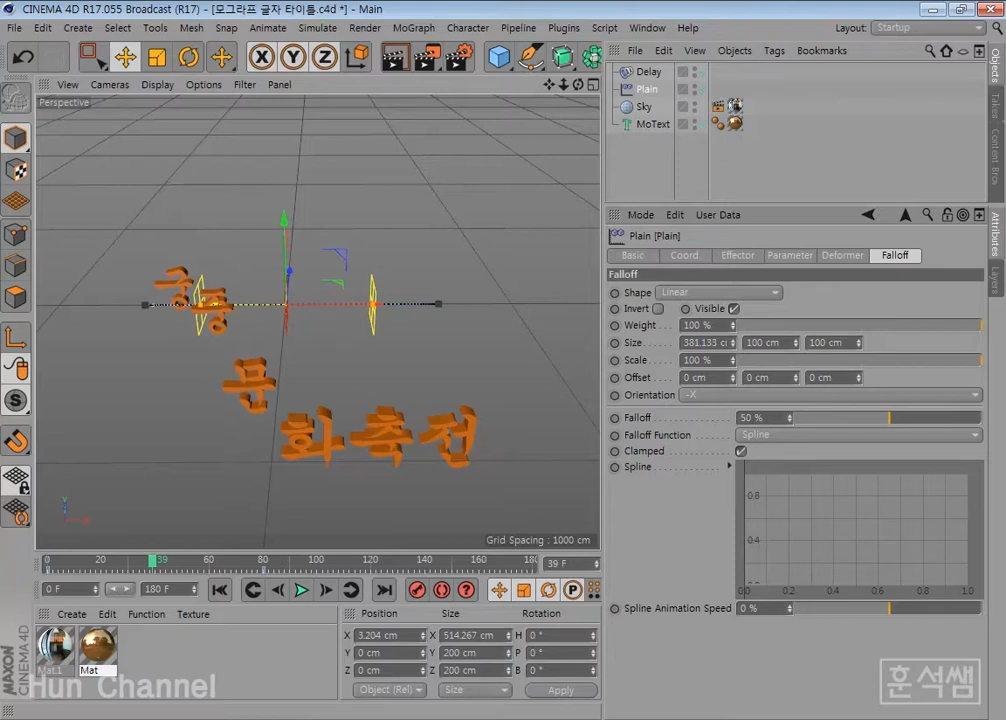 CINEMA 4D R17.055 Broadcast (R17) - [모그라프 글자 타이틀.c4d *] - Main
File Edit Create Select Tools Mesh Snap Animate Simulate Render MoGraph Character Pipeline Plugins Script Window Help Layout: Startup
X Y Z
File Edit View Objects Tags Bookmarks
View Cameras Display Options Filter Panel
Perspective
Delay
Plain
Sky
MoText
Objects
Takes
Content Brow
Mode Edit User Data
Plain [Plain]
Basic Coord. Effector Parameter Deformer Falloff
Falloff
Attributes
Layers
Shape Linear
Invert Visible
Weight 100 %
Size 381.133 cm 100 cm 100 cm
Scale 100 %
Offset 0 cm 0 cm 0 cm
Orientation -X
Falloff 50 %
Falloff Function Spline
Clamped
Spline
0.8
0.4
0.0 0.2 0.4 0.6 0.8 1
Spline Animation Speed 0 %
궁중
문
화축전
Y
Grid Spacing : 1000 cm
0 20 39 60 80 100 120 140 160 180
39 F
0 F 180 F
P
Create Edit Function Texture
Mat.1 Mat
Position Size Rotation
X 3.204 cm X 514.267 cm H 0 °
Y 0 cm Y 200 cm P 0 °
Z 0 cm Z 200 cm B 0 °
Object (Rel) Size Apply
MAXON CINEMA 4D
Hun Channel
훈석쌤